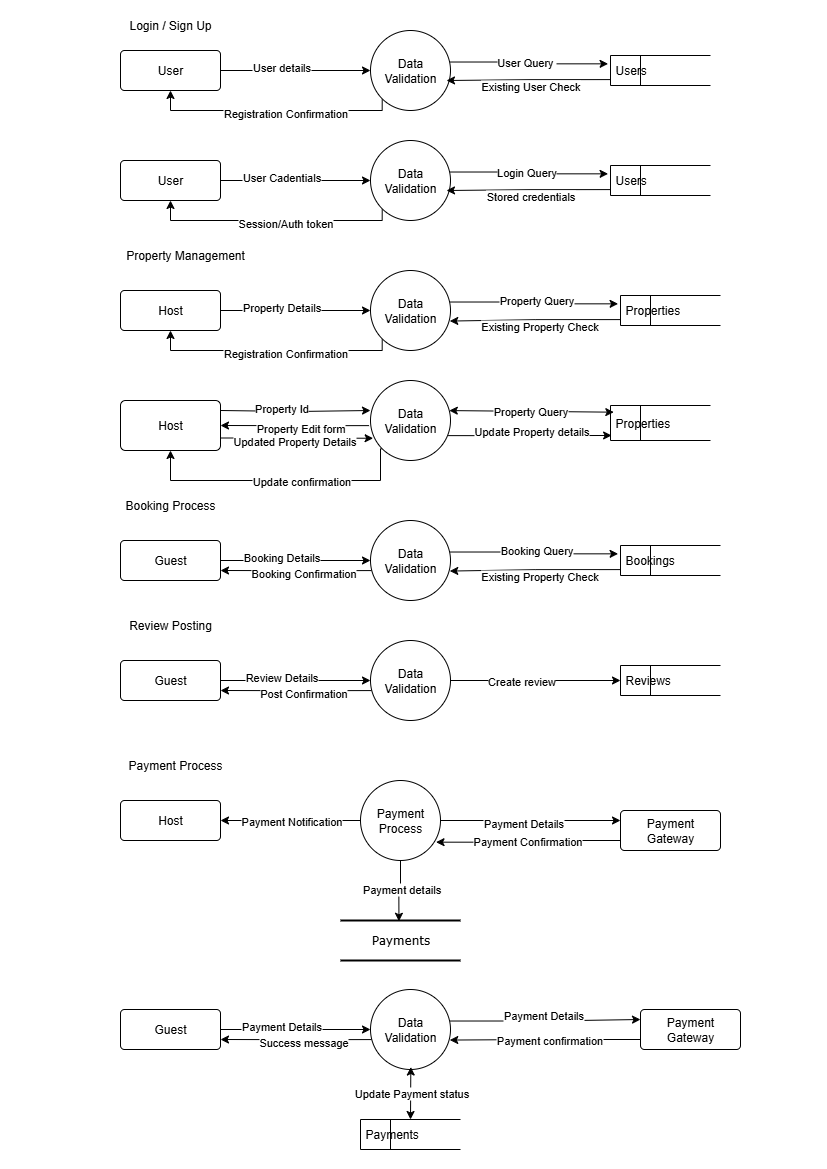 Login / Sign Up
User
User details
Data
Validation
User Query
Users
Existing User Check
Registration Confirmation
User
User Cadentials
Data
Validation
Login Query
Users
Stored credentials
Session/Auth token
Property Management
Host
Property Details
Data
Validation
Property Query
Properties
Existing Property Check
Registration Confirmation
Host
Property Id
Property Edit form
Updated Property Details
Data
Validation
Property Query
Properties
Update Property details
Update confirmation
Booking Process
Guest
Booking Details
Booking Confirmation
Data
Validation
Booking Query
Bookings
Existing Property Check
Review Posting
Guest
Review Details
Post Confirmation
Data
Validation
Create review
Reviews
Payment Process
Host
Payment Notification
Payment
Process
Payment Details
Payment Confirmation
Payment
Gateway
Payment details
Payments
Guest
Payment Details
Success message
Data
Validation
Payment Details
Payment confirmation
Payment
Gateway
Update Payment status
Payments